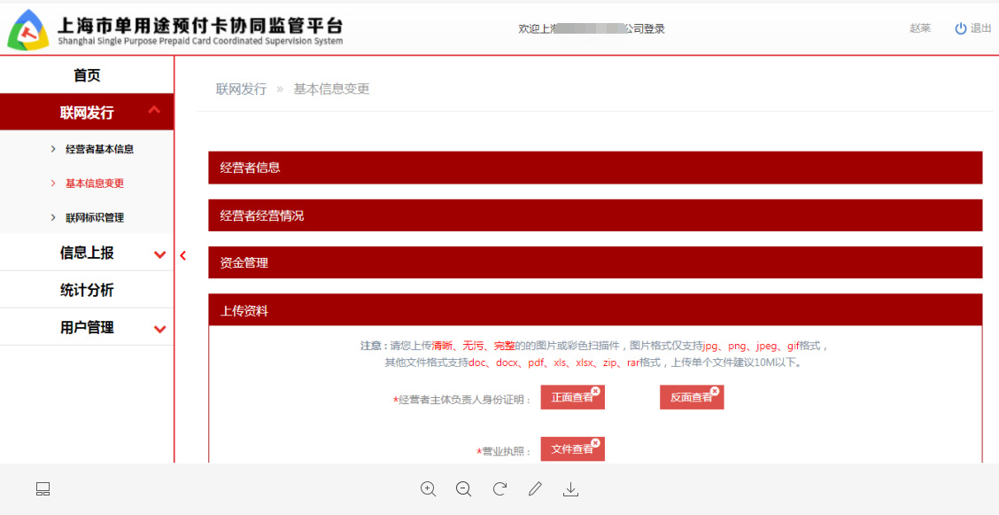 上海市单用途预付卡协同监管平台
Shanghai Single Purpose Prepaid Card Coordinated Supervision System
欢迎上海 公司登录
赵莱
退出
首页
联网发行
经营者基本信息
基本信息变更
联网标识管理
信息上报
统计分析
用户管理
联网发行 » 基本信息变更
经营者信息
经营者经营情况
资金管理
上传资料
注意：请您上传清晰、无污、完整的的图片或彩色扫描件，图片格式仅支持jpg、png、jpeg、gif格式，
其他文件格式支持doc、docx、pdf、xls、xlsx、zip、rar格式，上传单个文件建议10M以下。
*经营者主体负责人身份证明： 正面查看 反面查看
*营业执照： 文件查看